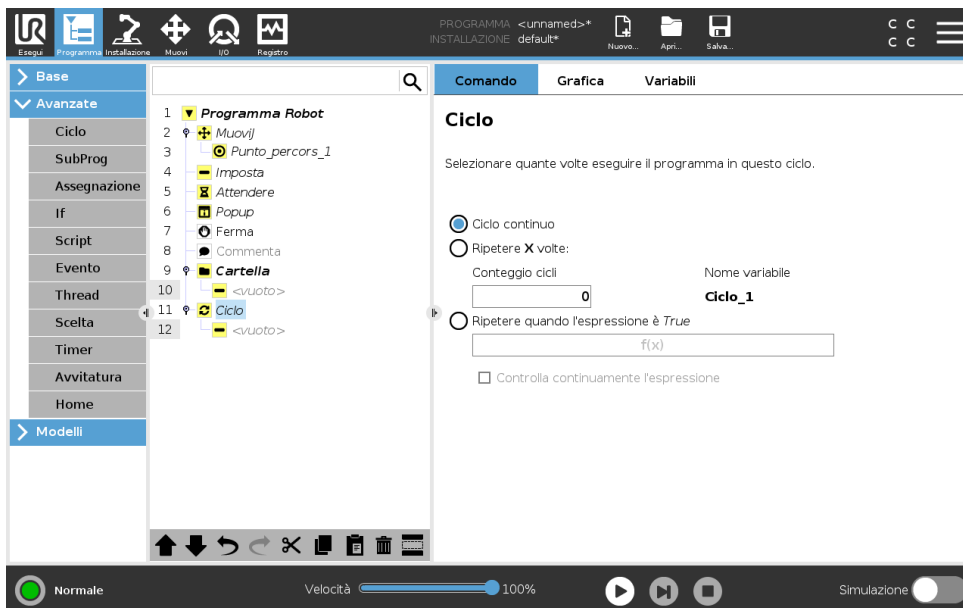 PROGRAMMA <unnamed>*
INSTALLAZIONE default*
Esegui
Programma
Installazione
Muovi
I/O
Registro
Nuovo...
Apri...
Salva...
C C
C C
Base
Avanzate
Ciclo
SubProg
Assegnazione
If
Script
Evento
Thread
Scelta
Timer
Avvitatura
Home
Modelli
1 Programma Robot
2 MuoviJ
3 Punto_percors_1
4 Imposta
5 Attendere
6 Popup
7 Ferma
8 Commenta
9 Cartella
10 <vuoto>
11 Ciclo
12 <vuoto>
Comando Grafica Variabili
Ciclo
Selezionare quante volte eseguire il programma in questo ciclo.
Ciclo continuo
Ripetere X volte:
Conteggio cicli Nome variabile
0 Ciclo_1
Ripetere quando l'espressione è True
f(x)
Controlla continuamente l'espressione
Normale
Velocità 100%
Simulazione